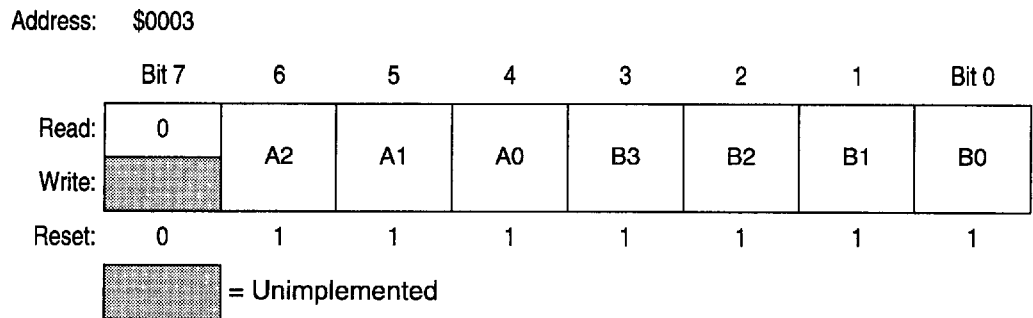 Address: $0003
Bit 7 6 5 4 3 2 1 Bit 0
Read: 0
A2 A1 A0 B3 B2 B1 B0
Write:
Reset: 0 1 1 1 1 1 1 1
= Unimplemented